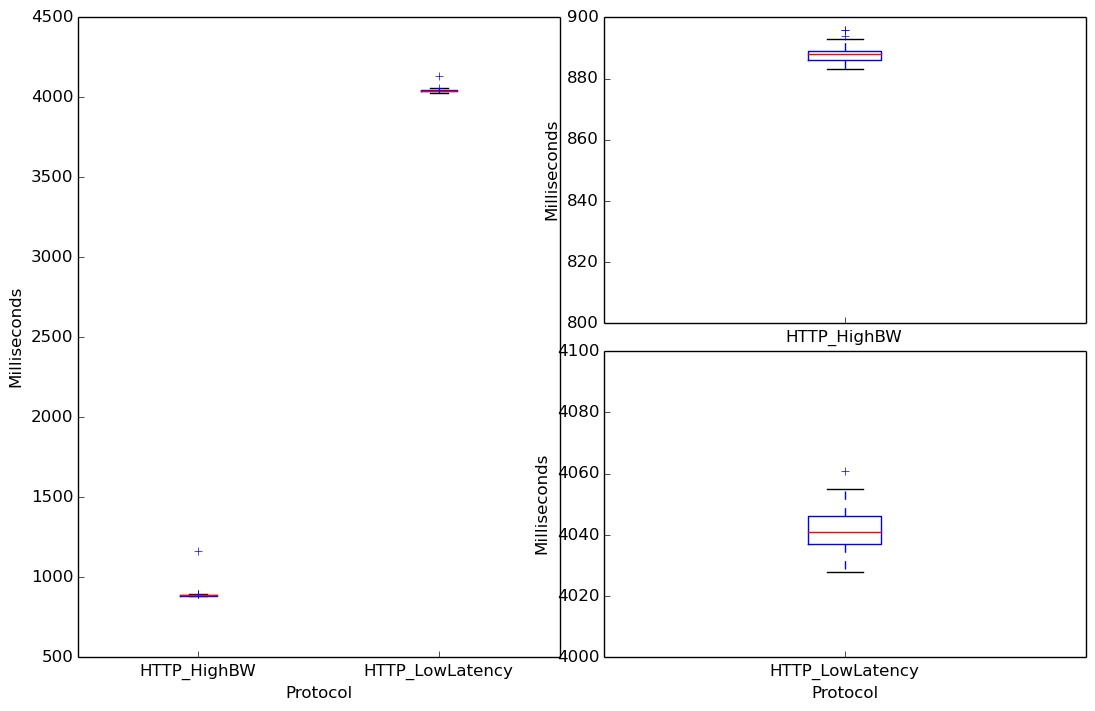 4500
4000
3500
3000
2500
2000
1500
1000
500
Milliseconds
HTTP_HighBW
HTTP_LowLatency
Protocol
900
880
860
840
820
800
Milliseconds
HTTP_HighBW
4100
4080
4060
4040
4020
4000
Milliseconds
HTTP_LowLatency
Protocol